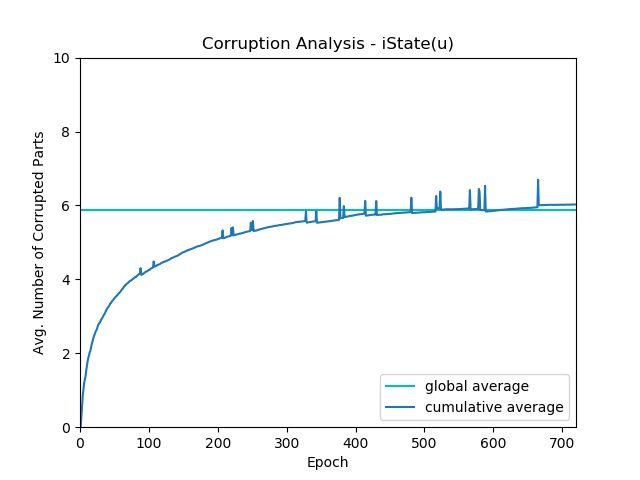 Corruption Analysis - iState(u)
Avg. Number of Corrupted Parts
10
8
6
4
2
0
0 100 200 300 400 500 600 700
Epoch
global average
cumulative average